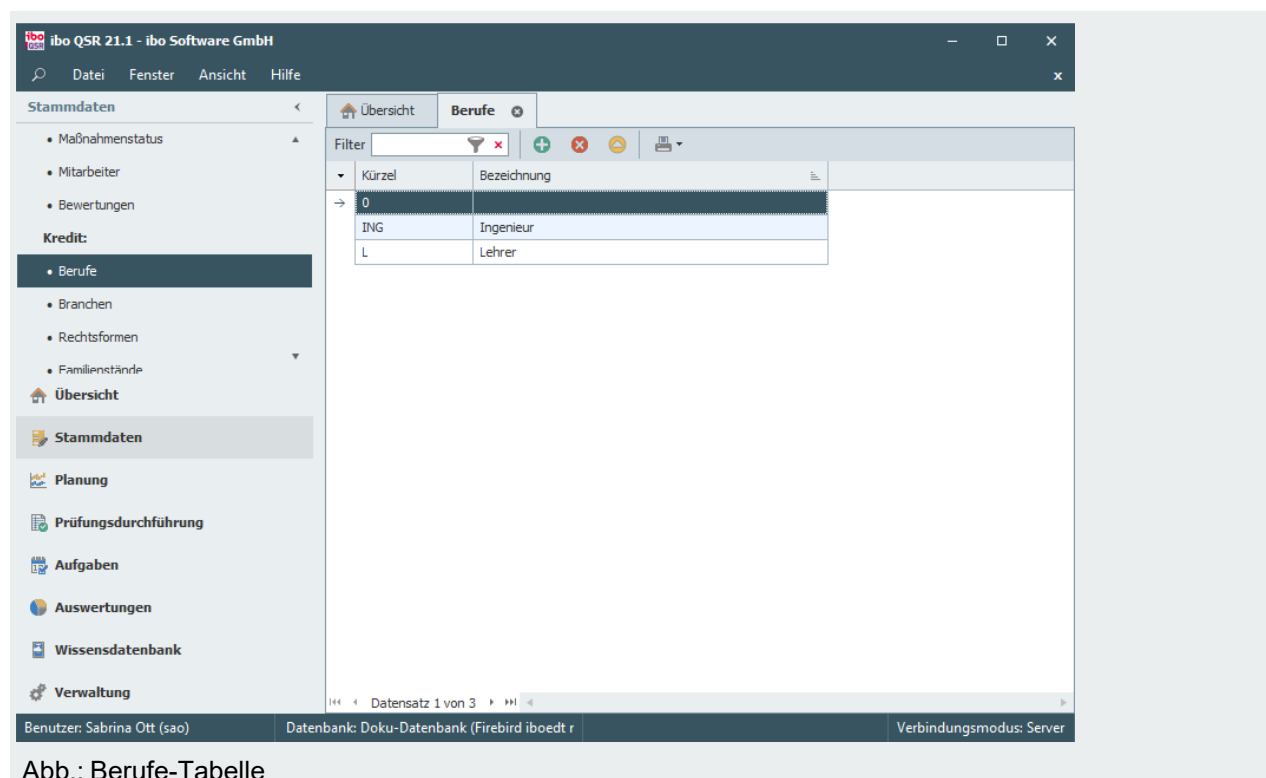 ibo QSR ibo QSR 21.1 - ibo Software GmbH
Datei Fenster Ansicht Hilfe x
Stammdaten
• Maßnahmenstatus
• Mitarbeiter
• Bewertungen
Kredit:
• Berufe
• Branchen
• Rechtsformen
• Familienstände
Übersicht
Stammdaten
Planung
Prüfungsdurchführung
Aufgaben
Auswertungen
Wissensdatenbank
Verwaltung
Übersicht Berufe
Filter
Kürzel Bezeichnung
0
ING Ingenieur
L Lehrer
Datensatz 1 von 3
Benutzer: Sabrina Ott (sao) Datenbank: Doku-Datenbank (Firebird iboedt r Verbindungsmodus: Server
Abb.: Berufe-Tabelle